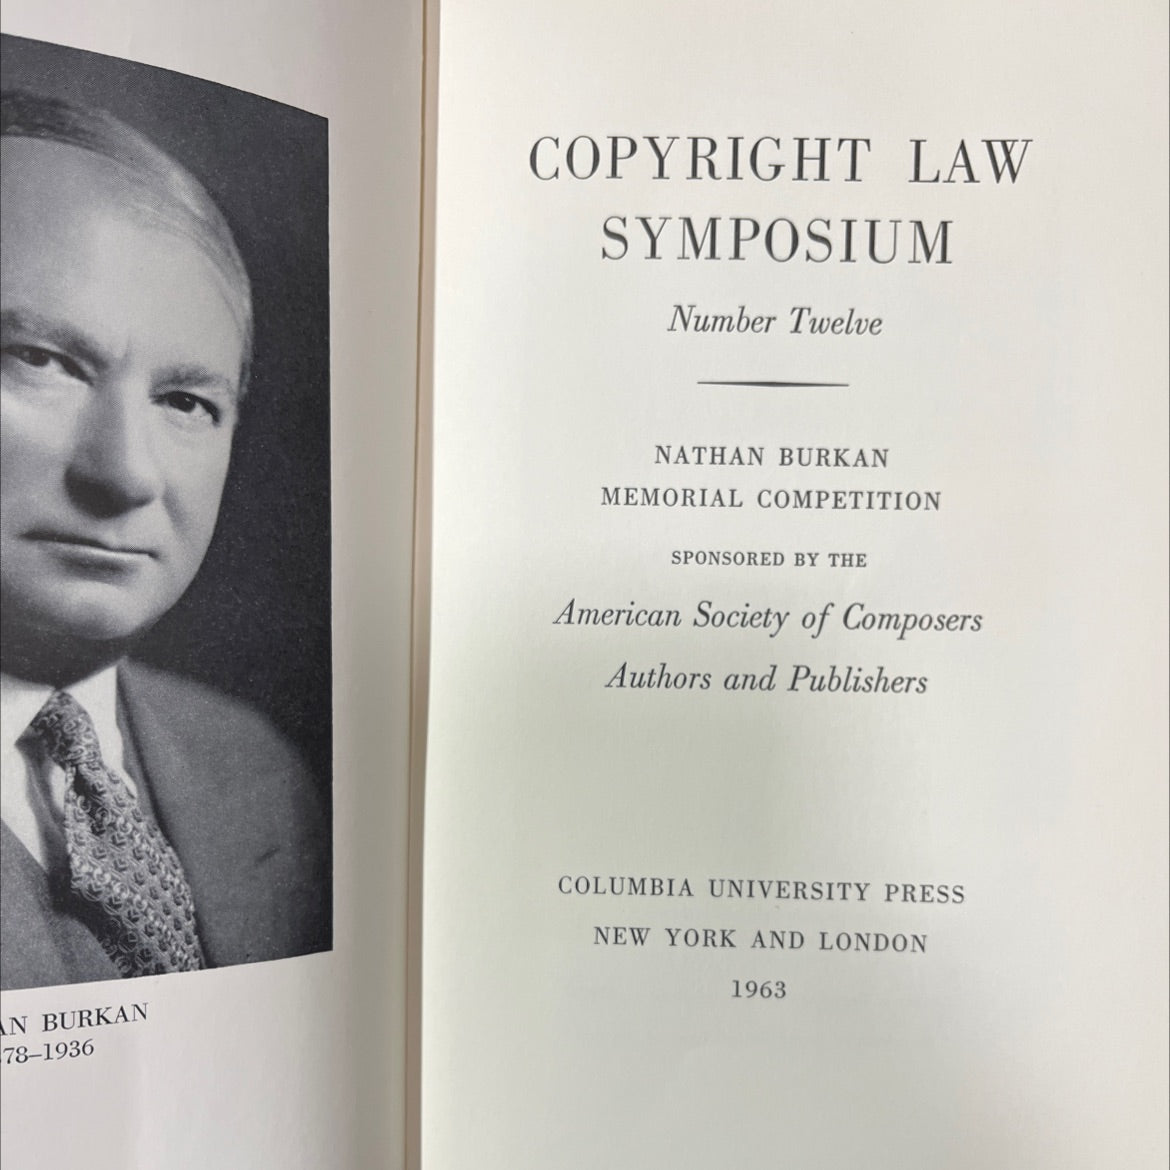 AN BURKAN
78–1936
COPYRIGHT LAW
SYMPOSIUM
Number Twelve
NATHAN BURKAN
MEMORIAL COMPETITION
SPONSORED BY THE
American Society of Composers
Authors and Publishers
COLUMBIA UNIVERSITY PRESS
NEW YORK AND LONDON
1963